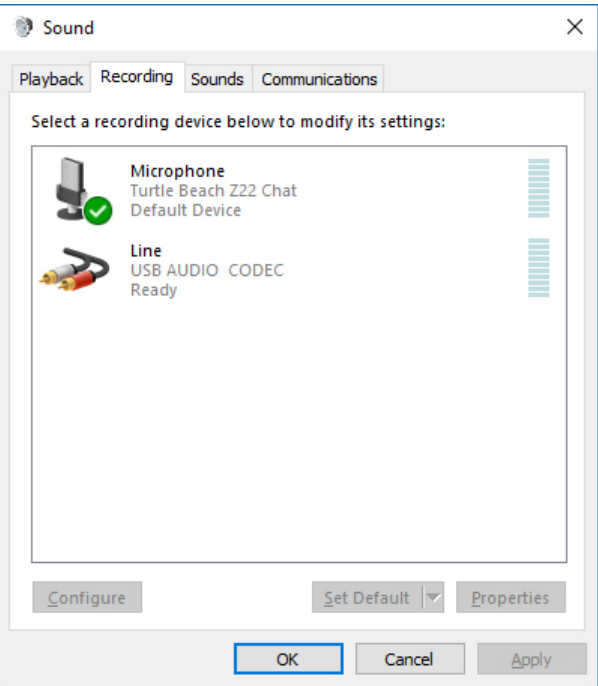 Sound
Playback Recording Sounds Communications
Select a recording device below to modify its settings:
Microphone
Turtle Beach Z22 Chat
Default Device
Line
USB AUDIO  CODEC
Ready
Configure Set Default Properties
OK Cancel Apply